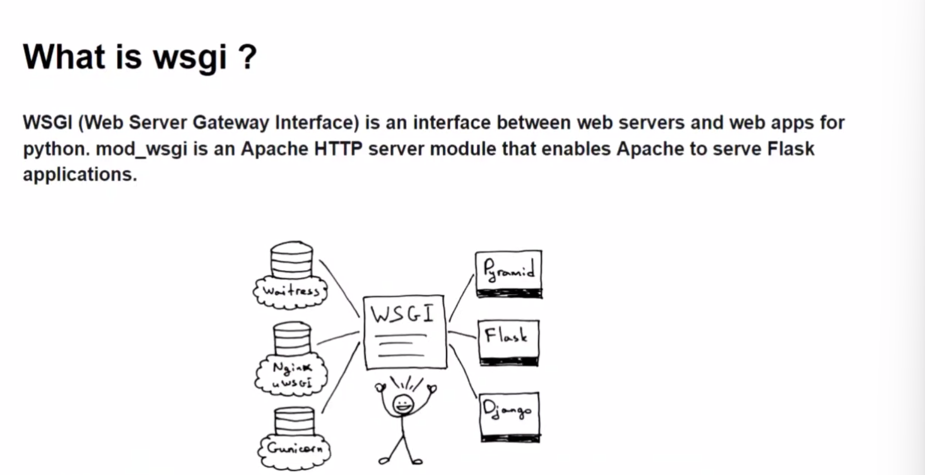 What is wsgi ?
WSGI (Web Server Gateway Interface) is an interface between web servers and web apps for
python. mod_wsgi is an Apache HTTP server module that enables Apache to serve Flask
applications.
Waitress
Nginx
uWSGI
Gunicorn
WSGI
Pyramid
Flask
Django